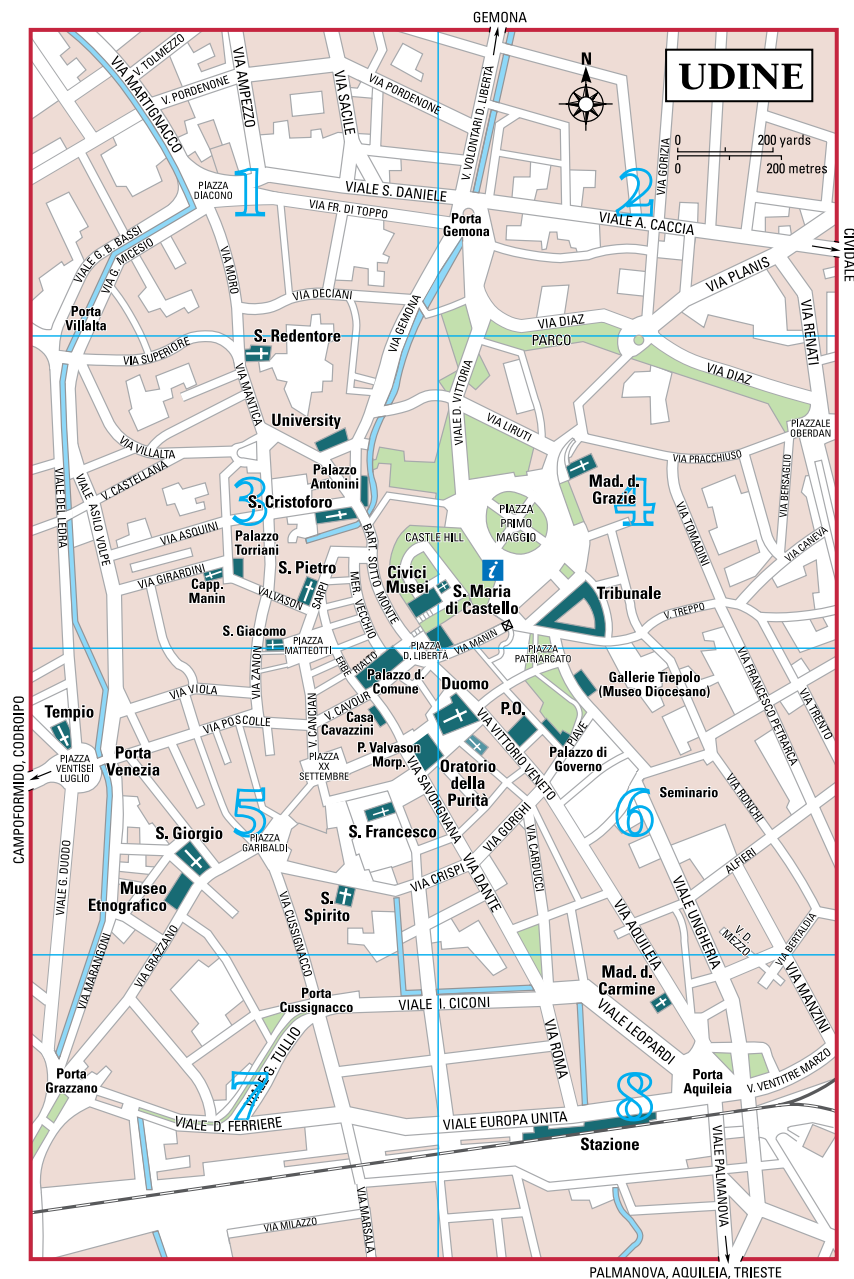 GEMONA
UDINE
N
0 200 yards
0 200 metres
V. TOLMEZZO
VIA MARTIGNACCO
V. PORDENONE
VIA AMPEZZO
VIA SACILE
VIA PORDENONE
V. VOLONTARI D. LIBERTÀ
VIA GORIZIA
1
2
PIAZZA
DIACONO
VIALE S. DANIELE
VIA FR. DI TOPPO
Porta
Gemona
VIALE A. CACCIA
CIVIDALE
VIALE G. B. BASSI
VIA G. MICESIO
VIA MORO
VIA PLANIS
VIA DECIANI
VIA GEMONA
Porta
Villalta
VIA DIAZ
PARCO
VIA RENATI
S. Redentore
VIA SUPERIORE
VIA MANTICA
VIALE D. VITTORIA
VIA DIAZ
University
VIA LIRUTI
PIAZZALE
OBERDAN
VIA VILLALTA
V. CASTELLANA
VIA PRACCHIUSO
VIA BERSAGLIO
Palazzo
Antonini
Mad. d.
Grazie
VIALE DEL LEDRA
VIALE ASILO VOLPE
3
4
S. Cristoforo
PIAZZA
PRIMO
MAGGIO
VIA TOMADINI
VIA CANEVA
VIA ASQUINI
Palazzo
Torriani
BART. SOTTO MONTE
CASTLE HILL
VIA GIRARDINI
Capp.
Manin
VALVASON
S. Pietro
SARPI
MER. VECCHIO
Civici
Musei
i
S. Maria
di Castello
Tribunale
V. TREPPO
S. Giacomo
PIAZZA
MATTEOTTI
ERBE
RIALTO
PIAZZA
D. LIBERTÀ
VIA MANIN
PIAZZA
PATRIARCATO
VIA ZANON
Palazzo d.
Comune
Duomo
Gallerie Tiepolo
(Museo Diocesano)
VIA VIOLA
V. CAVOUR
VIA FRANCESCO PETRARCA
VIA TRENTO
Tempio
VIA POSCOLLE
V. CANCIAN
Casa
Cavazzini
P.O.
PIAVE
CAMPOFORMIDO, CODROIPO
PIAZZA
VENTISEI
LUGLIO
Porta
Venezia
PIAZZA
XX
SETTEMBRE
P. Valvason
Morp.
Oratorio
della
Purità
VIA VITTORIO VENETO
Palazzo di
Governo
VIA SAVORGNANA
VIA GORGHI
Seminario
5
6
PIAZZA
GARIBALDI
S. Francesco
S. Giorgio
VIA CARDUCCI
VIA RONCHI
VIALE G. DUODO
Museo
Etnografico
S.
Spirito
VIA CRISPI
VIA DANTE
ALFIERI
VIA CUSSIGNACCO
VIA AQUILEIA
VIALE UNGHERIA
V. D.
MEZZO
VIA BERTALDIA
VIA MARANGONI
VIA GRAZZANO
Mad. d.
Carmine
VIA MANZINI
Porta
Cussignacco
VIALE I. CICONI
VIALE LEOPARDI
VIALE G. TULLIO
VIA ROMA
Porta
Grazzano
7
8
Porta
Aquileia
V. VENTITRE MARZO
VIALE D. FERRIERE
VIALE EUROPA UNITA
Stazione
VIALE PALMANOVA
VIA MILAZZO
VIA MARSALA
PALMANOVA, AQUILEIA, TRIESTE